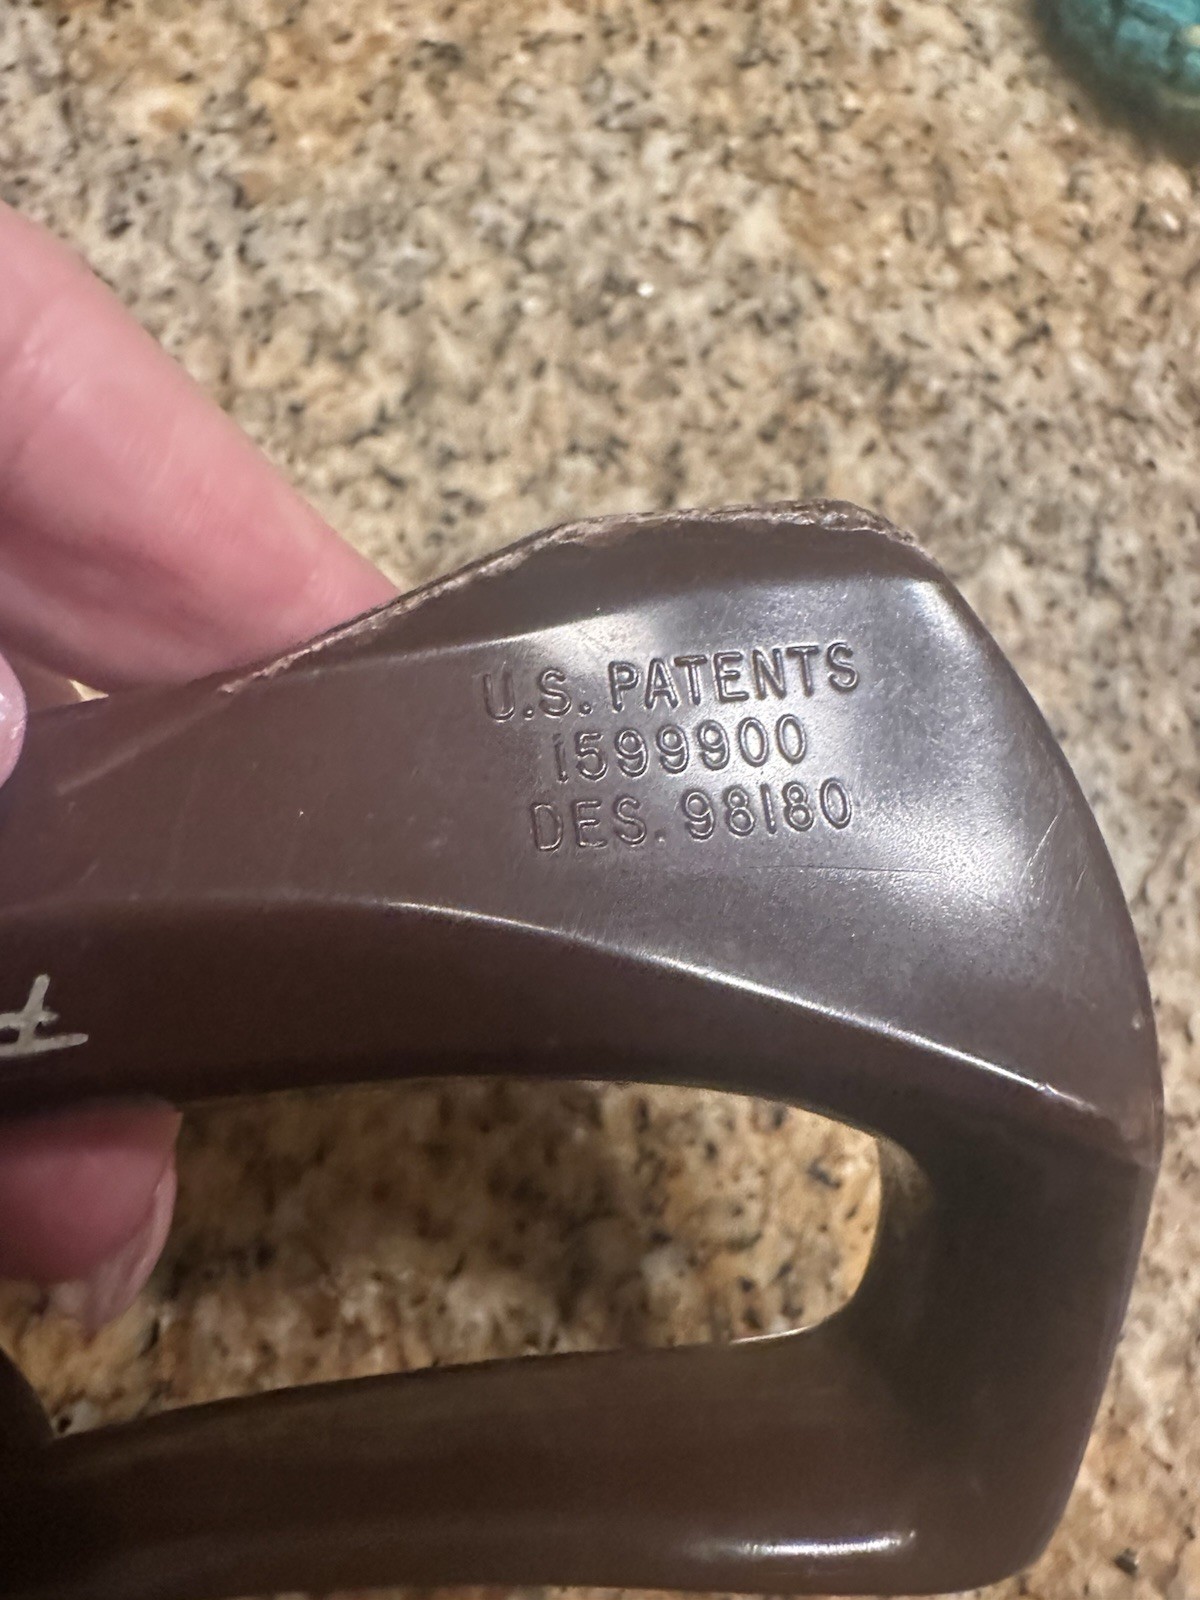 U.S. PATENTS
1599900
DES. 98180